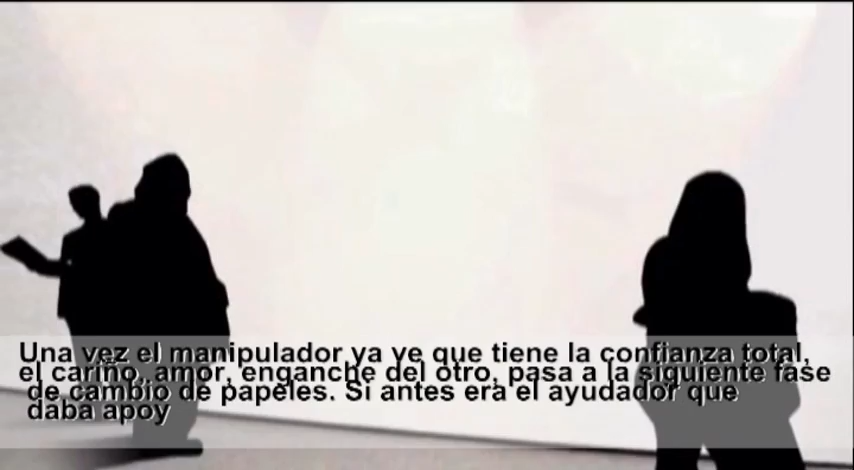 Una vez el manipulador ya ve que tiene la confianza total,
el cariño, amor, enganche del otro, pasa a la siguiente fase
de cambio de papeles. Si antes era el ayudador que
daba apoy